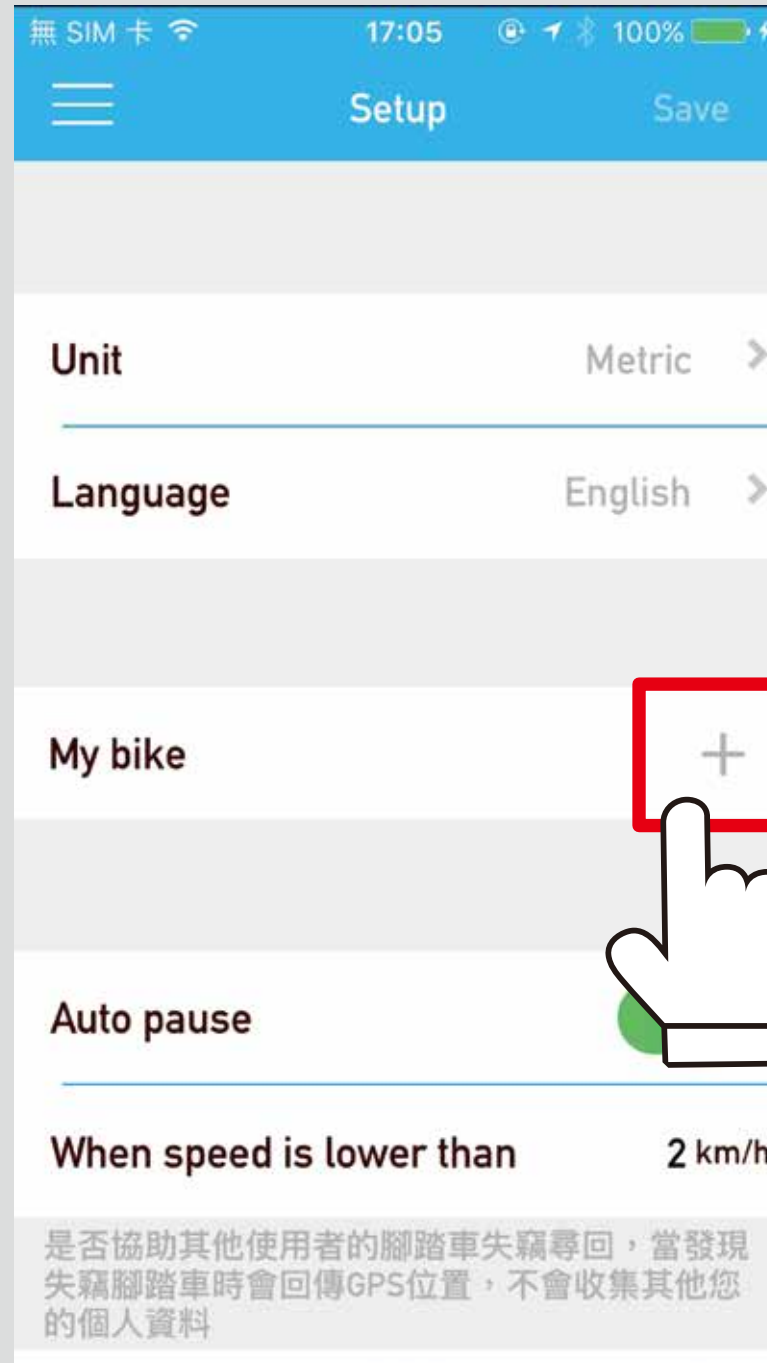 無 SIM 卡 17:05 100%
Setup Save
Unit Metric
Language English
My bike
Auto pause
When speed is lower than 2 km/h
是否協助其他使用者的腳踏車失竊尋回，當發現
失竊腳踏車時會回傳GPS位置，不會收集其他您
的個人資料